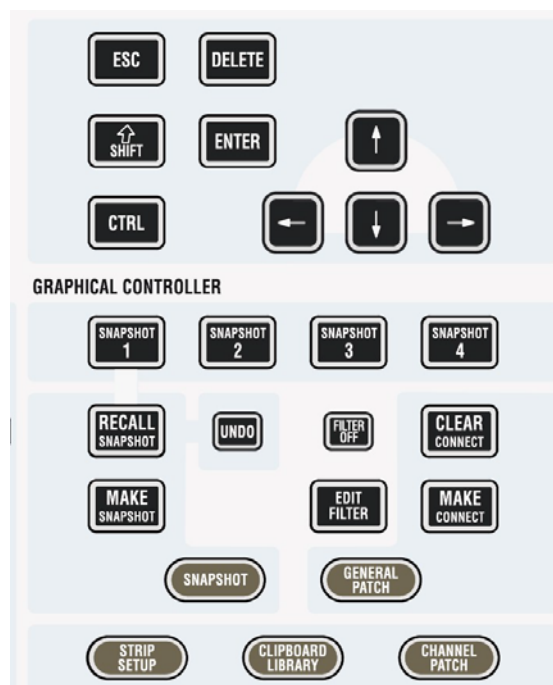 ESC
DELETE
SHIFT
ENTER
CTRL
GRAPHICAL CONTROLLER
SNAPSHOT
1
SNAPSHOT
2
SNAPSHOT
3
SNAPSHOT
4
RECALL
SNAPSHOT
UNDO
FILTER
OFF
CLEAR
CONNECT
MAKE
SNAPSHOT
EDIT
FILTER
MAKE
CONNECT
SNAPSHOT
GENERAL
PATCH
STRIP
SETUP
CLIPBOARD
LIBRARY
CHANNEL
PATCH